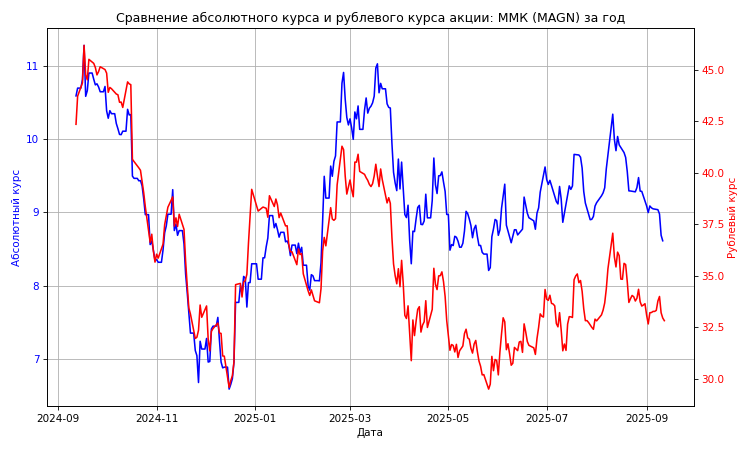 Сравнение абсолютного курса и рублевого курса акции: ММК (MAGN) за год
Абсолютный курс
11
10
9
8
7
45.0
42.5
40.0
37.5
35.0
32.5
30.0
Рублевый курс
2024-09 2024-11 2025-01 2025-03 2025-05 2025-07 2025-09
Дата